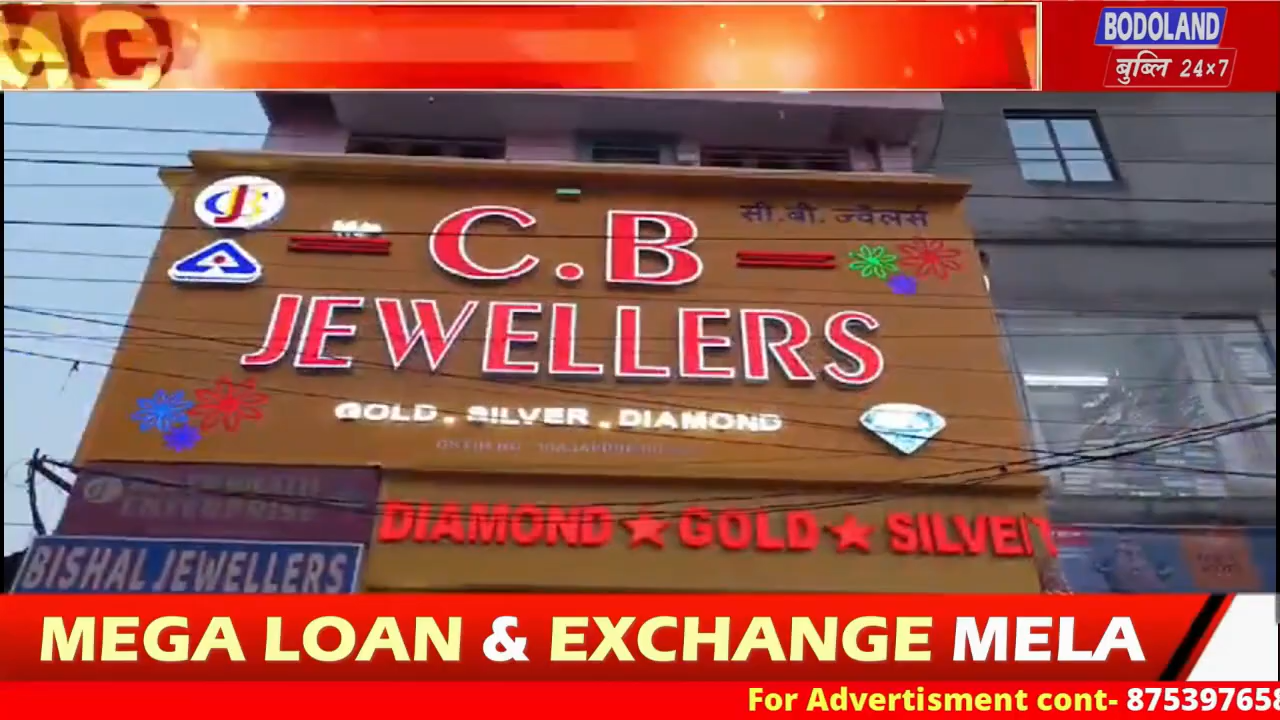 BODOLAND
बुब्लि 24×7
C.B
सी.बी. ज्वैलर्स
JEWELLERS
GOLD. SILVER. DIAMOND
ENTERPRISE
DIAMOND ★ GOLD ★ SILVER
BISHAL JEWELLERS
MEGA LOAN & EXCHANGE MELA
For Advertisment cont- 875397658